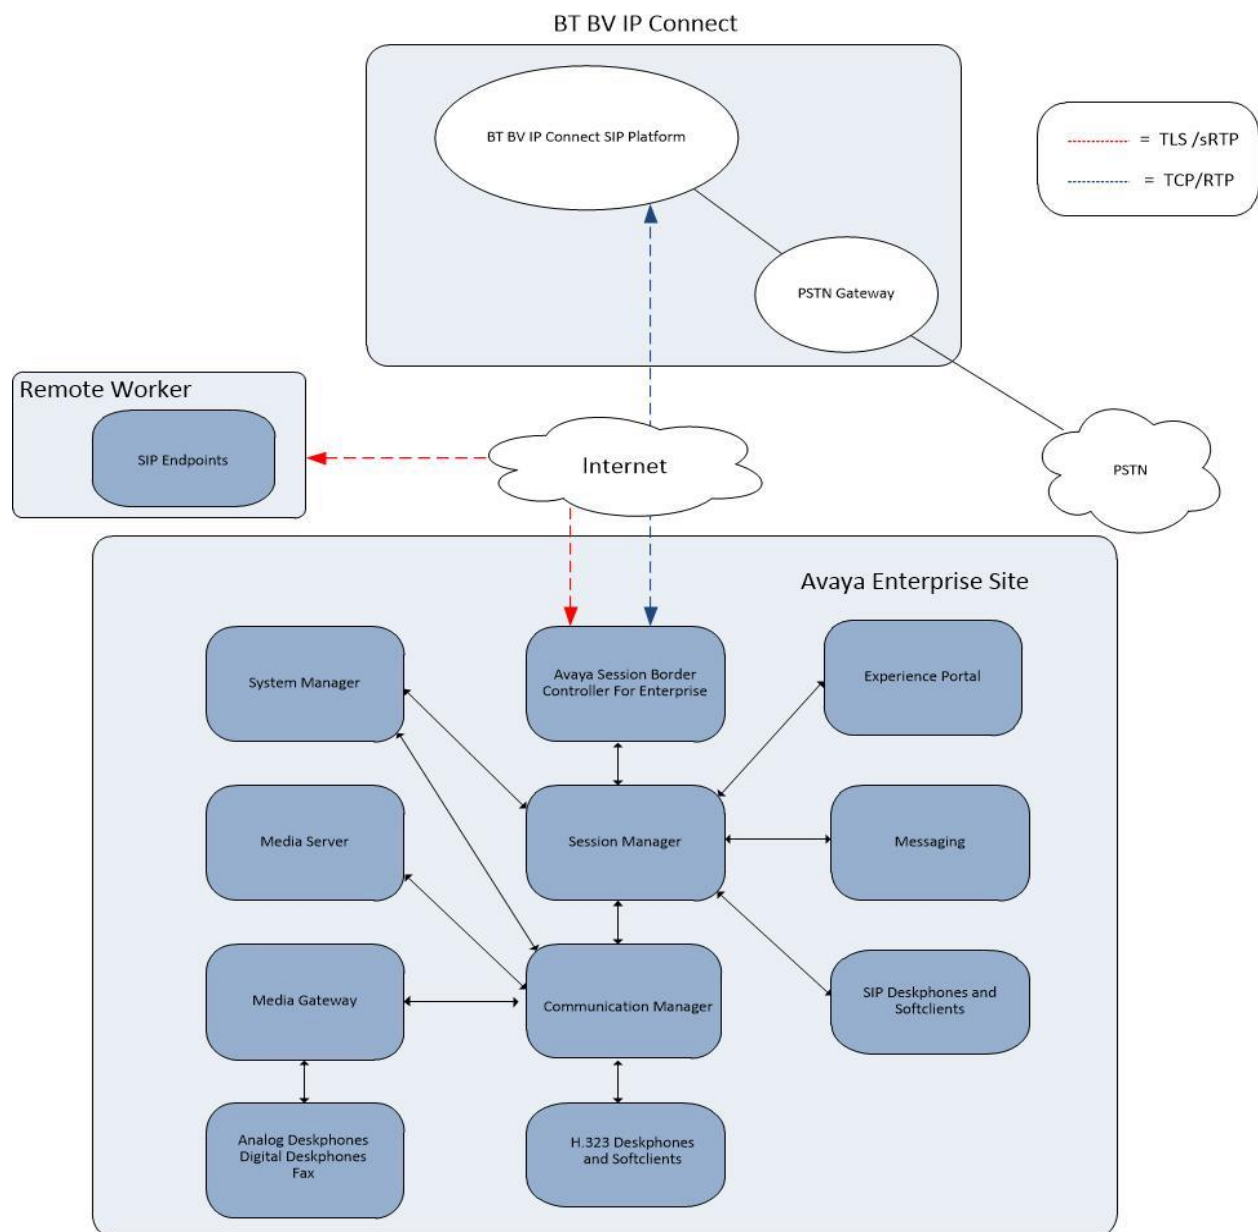 BT BV IP Connect
BT BV IP Connect SIP Platform
= TLS /sRTP
= TCP/RTP
PSTN Gateway
Remote Worker
SIP Endpoints
Internet
PSTN
Avaya Enterprise Site
System Manager
Avaya Session Border
Controller For Enterprise
Experience Portal
Media Server
Session Manager
Messaging
Media Gateway
Communication Manager
SIP Deskphones and
Softclients
Analog Deskphones
Digital Deskphones
Fax
H.323 Deskphones
and Softclients